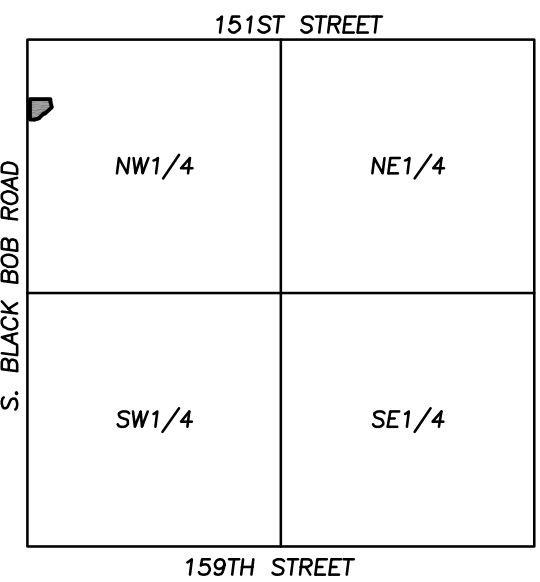 151ST STREET
NW1/4
NE1/4
S. BLACK BOB ROAD
SW1/4
SE1/4
159TH STREET